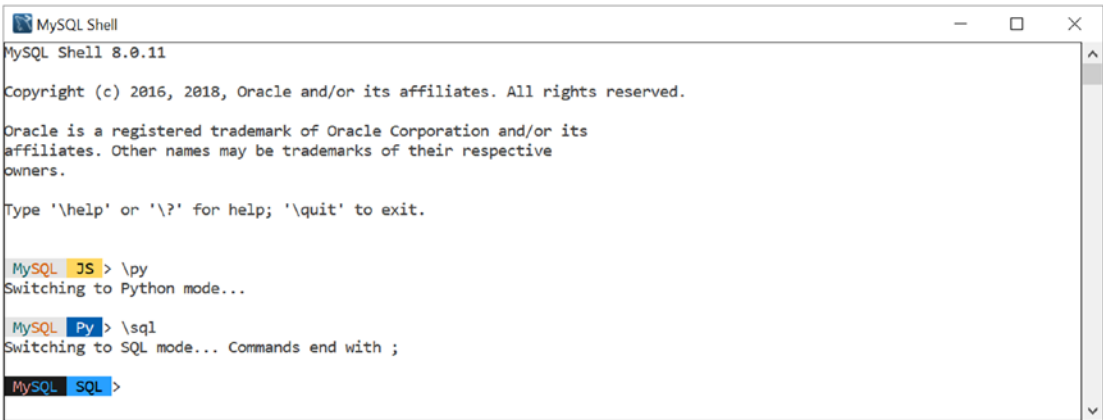 MySQL Shell
MySQL Shell 8.0.11
Copyright (c) 2016, 2018, Oracle and/or its affiliates. All rights reserved.
Oracle is a registered trademark of Oracle Corporation and/or its
affiliates. Other names may be trademarks of their respective
owners.
Type '\help' or '\?' for help; '\quit' to exit.
MySQL JS > \py
Switching to Python mode...
MySQL Py > \sql
Switching to SQL mode... Commands end with ;
MySQL SQL >